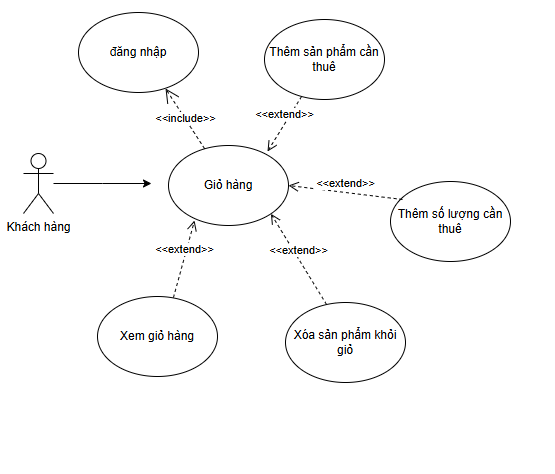 đăng nhập
Thêm sản phẩm cần
thuê
<<include>>
<<extend>>
Giỏ hàng
<<extend>>
Khách hàng
Thêm số lượng cần
thuê
<<extend>>
<<extend>>
Xem giỏ hàng
Xóa sản phẩm khỏi
giỏ